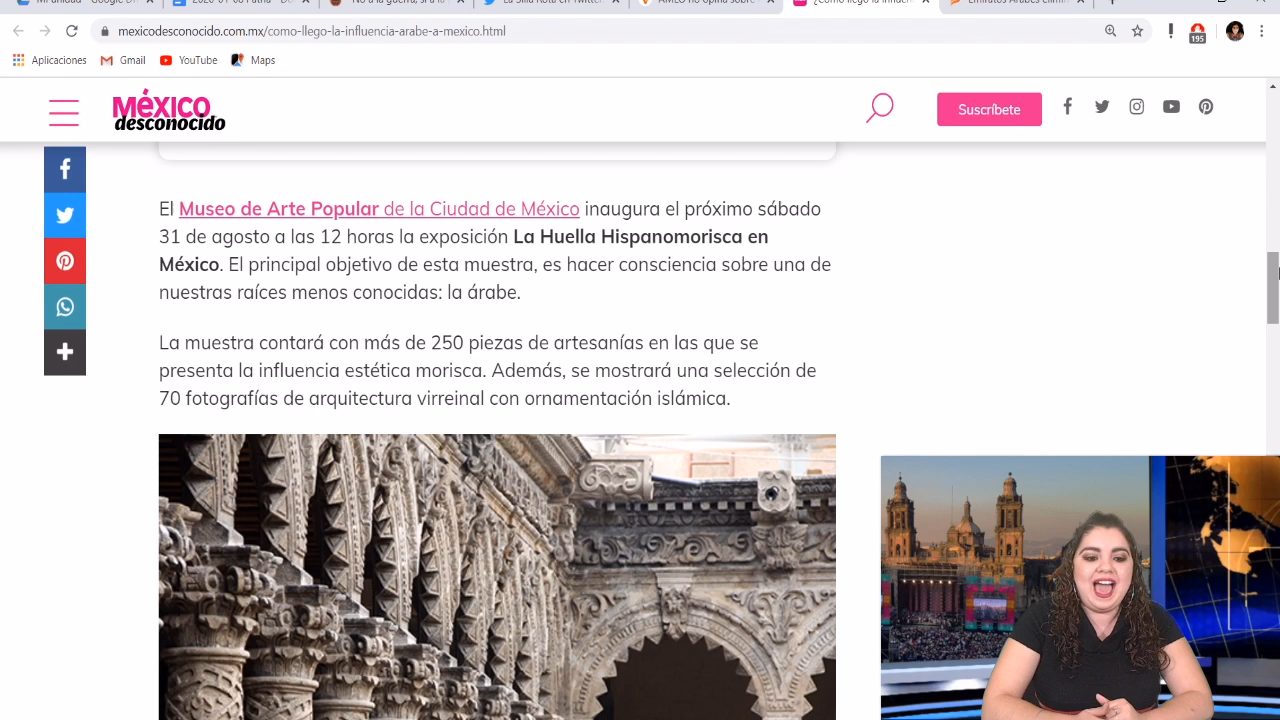 mexicodesconocido.com.mx/como-llego-la-influencia-arabe-a-mexico.html
195
Aplicaciones Gmail YouTube Maps
México
desconocido
Suscríbete
El Museo de Arte Popular de la Ciudad de México inaugura el próximo sábado
31 de agosto a las 12 horas la exposición La Huella Hispanomorisca en
México. El principal objetivo de esta muestra, es hacer consciencia sobre una de
nuestras raíces menos conocidas: la árabe.
La muestra contará con más de 250 piezas de artesanías en las que se
presenta la influencia estética morisca. Además, se mostrará una selección de
70 fotografías de arquitectura virreinal con ornamentación islámica.